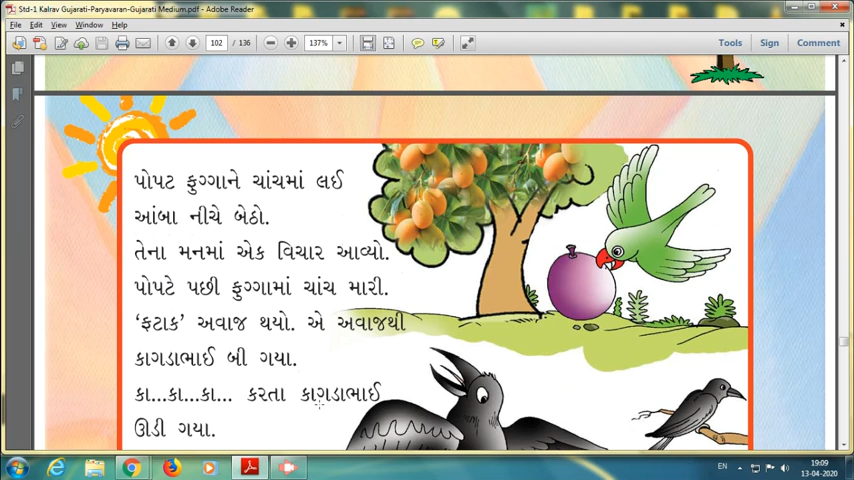 Std-1 Kalrav Gujarati-Paryavaran-Gujarati Medium.pdf - Adobe Reader
File Edit View Window Help
102 / 136 137% Tools Sign Comment
પોપટ ફુગ્ગાને ચાંચમાં લઈ
આંબા નીચે બેઠો.
તેના મનમાં એક વિચાર આવ્યો.
પોપટે પછી ફુગ્ગામાં ચાંચ મારી.
‘ફટાક’ અવાજ થયો. એ અવાજથી
કાગડાભાઈ બી ગયા.
કા...કા...કા... કરતા કાગડાભાઈ
ઊડી ગયા.
EN 19:09
13-04-2020